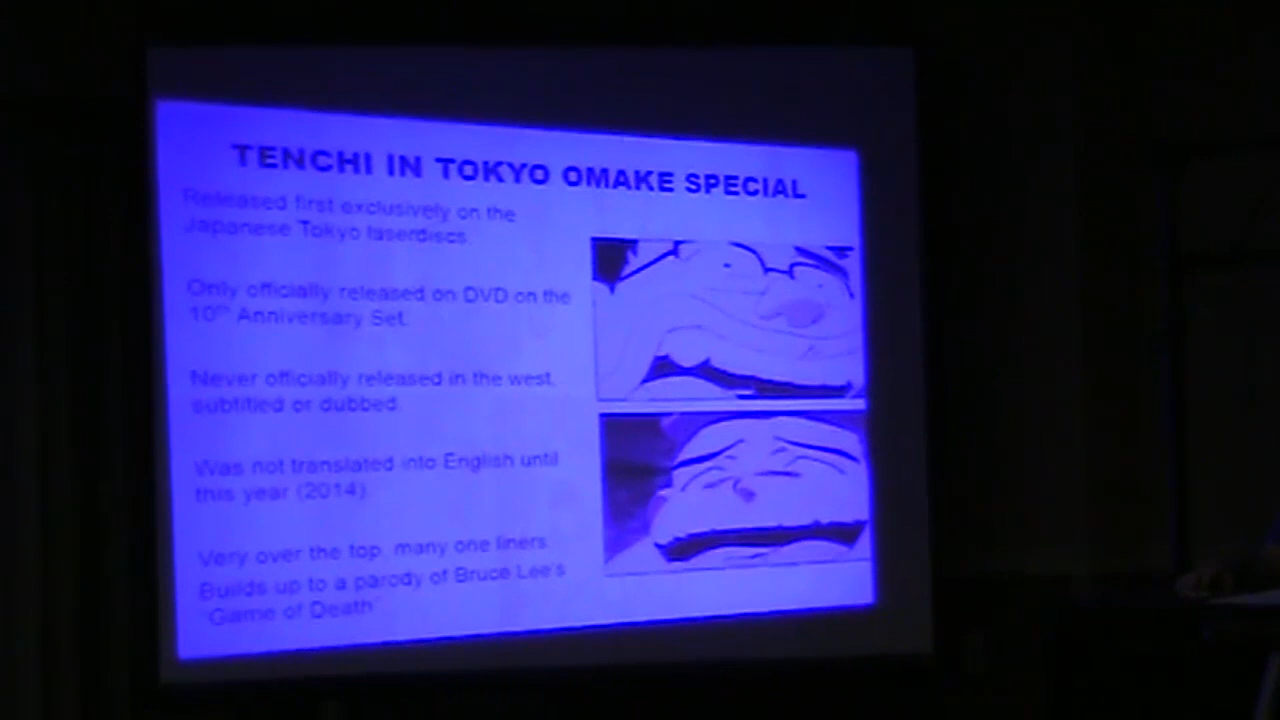 TENCHI IN TOKYO OMAKE SPECIAL
Released first exclusively on the
Japanese Tokyo laserdiscs.
Only officially released on DVD on the
10th Anniversary Set.
Never officially released in the west,
subtitled or dubbed.
Was not translated into English until
this year (2014).
Very over the top, many one liners.
Builds up to a parody of Bruce Lee's
"Game of Death"